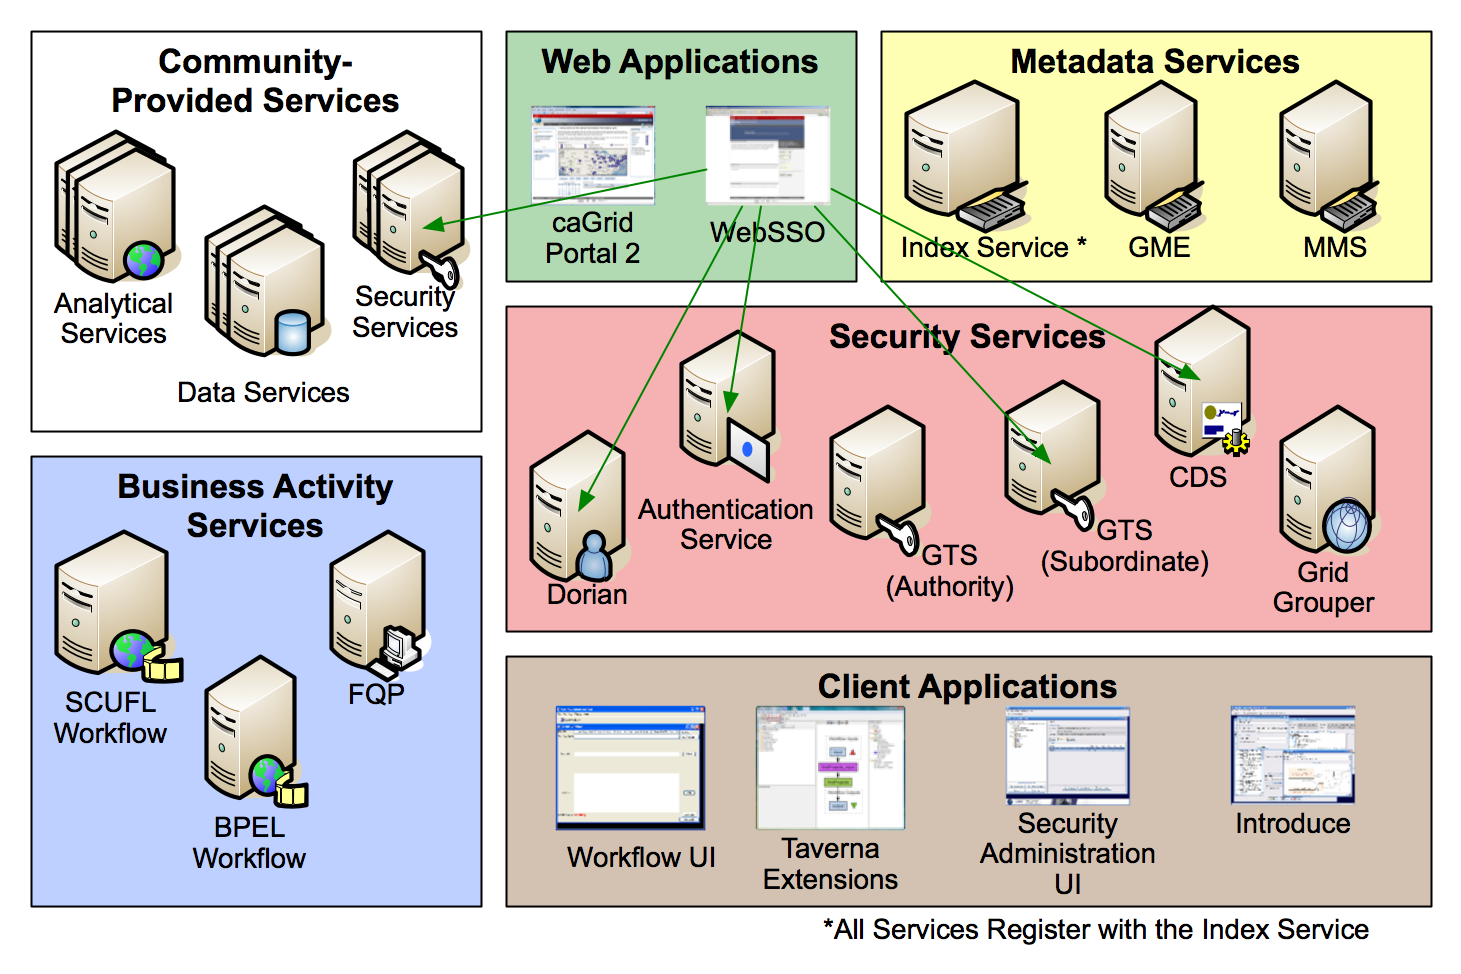 Community-
Provided Services
Analytical
Services
Data Services
Security
Services
Web Applications
caGrid
Portal 2
WebSSO
Metadata Services
Index Service *
GME
MMS
Security Services
Dorian
Authentication
Service
GTS
(Authority)
GTS
(Subordinate)
CDS
Grid
Grouper
Business Activity
Services
SCUFL
Workflow
BPEL
Workflow
FQP
Client Applications
Workflow UI
Taverna
Extensions
Security
Administration
UI
Introduce
*All Services Register with the Index Service